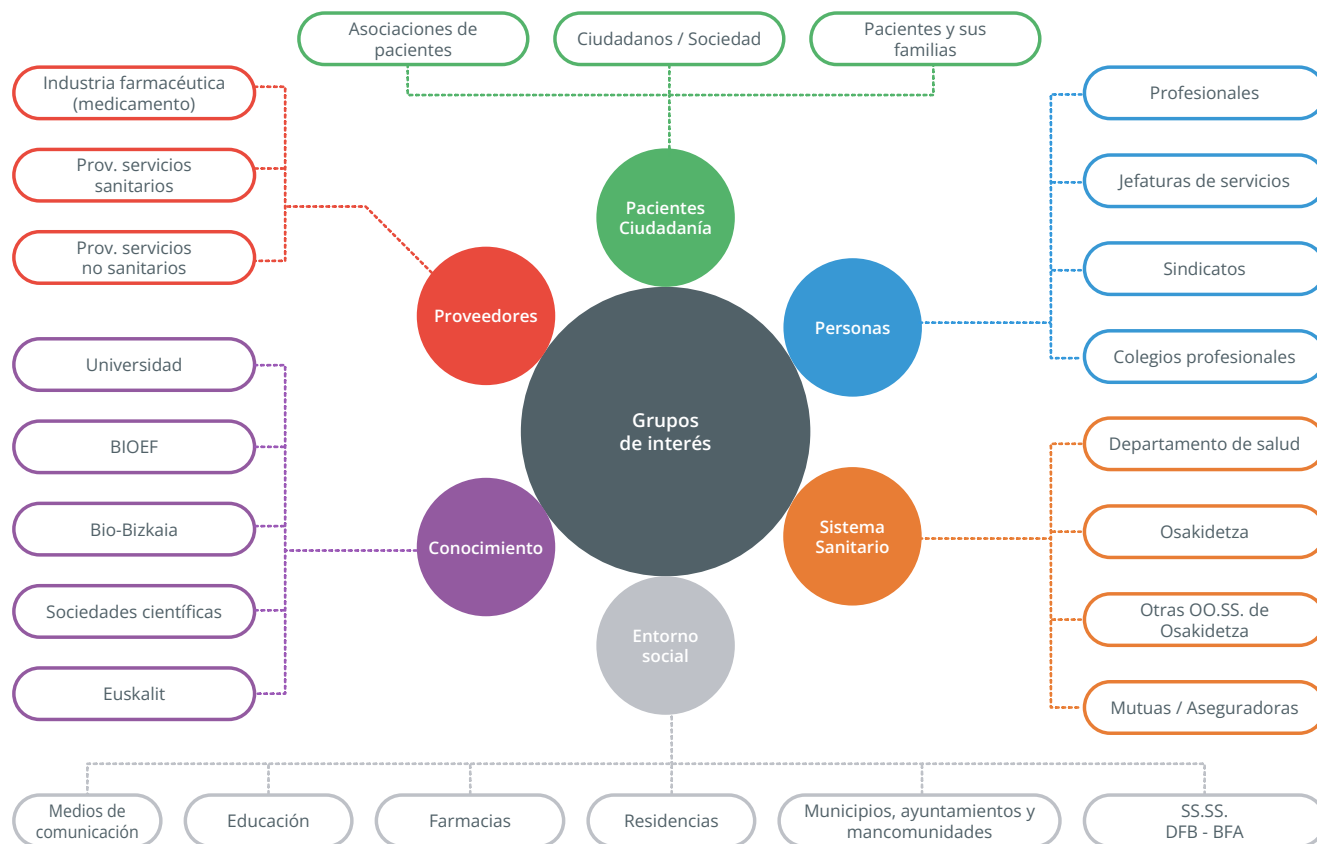 Asociaciones de
pacientes
Ciudadanos / Sociedad
Pacientes y sus
familias
Industria farmacéutica
(medicamento)
Prov. servicios
sanitarios
Prov. servicios
no sanitarios
Profesionales
Jefaturas de servicios
Sindicatos
Colegios profesionales
Pacientes
Ciudadanía
Proveedores
Personas
Grupos
de interés
Conocimiento
Sistema
Sanitario
Entorno
social
Universidad
BIOEF
Bio-Bizkaia
Sociedades científicas
Euskalit
Departamento de salud
Osakidetza
Otras OO.SS. de
Osakidetza
Mutuas / Aseguradoras
Medios de
comunicación
Educación
Farmacias
Residencias
Municipios, ayuntamientos y
mancomunidades
SS.SS.
DFB - BFA